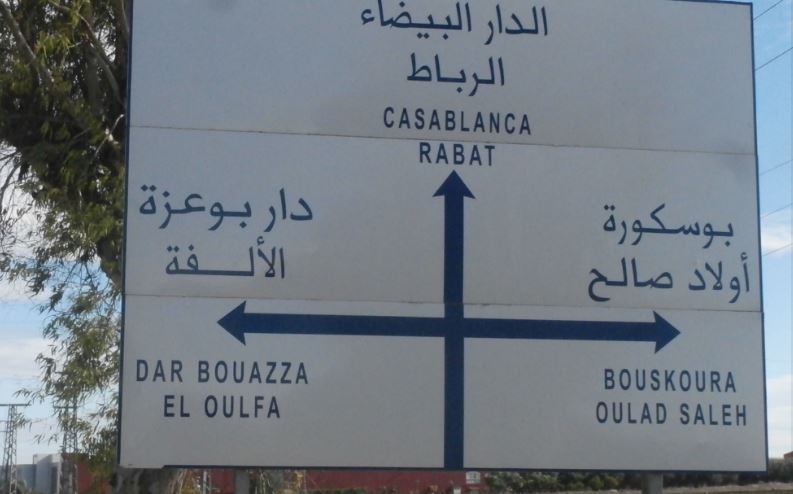 الدار البيضاء
الرباط
CASABLANCA
RABAT
دار بوعزة
الألفة
بوسكورة
أولاد صالح
DAR BOUAZZA
EL OULFA
BOUSKOURA
OULAD SALEH